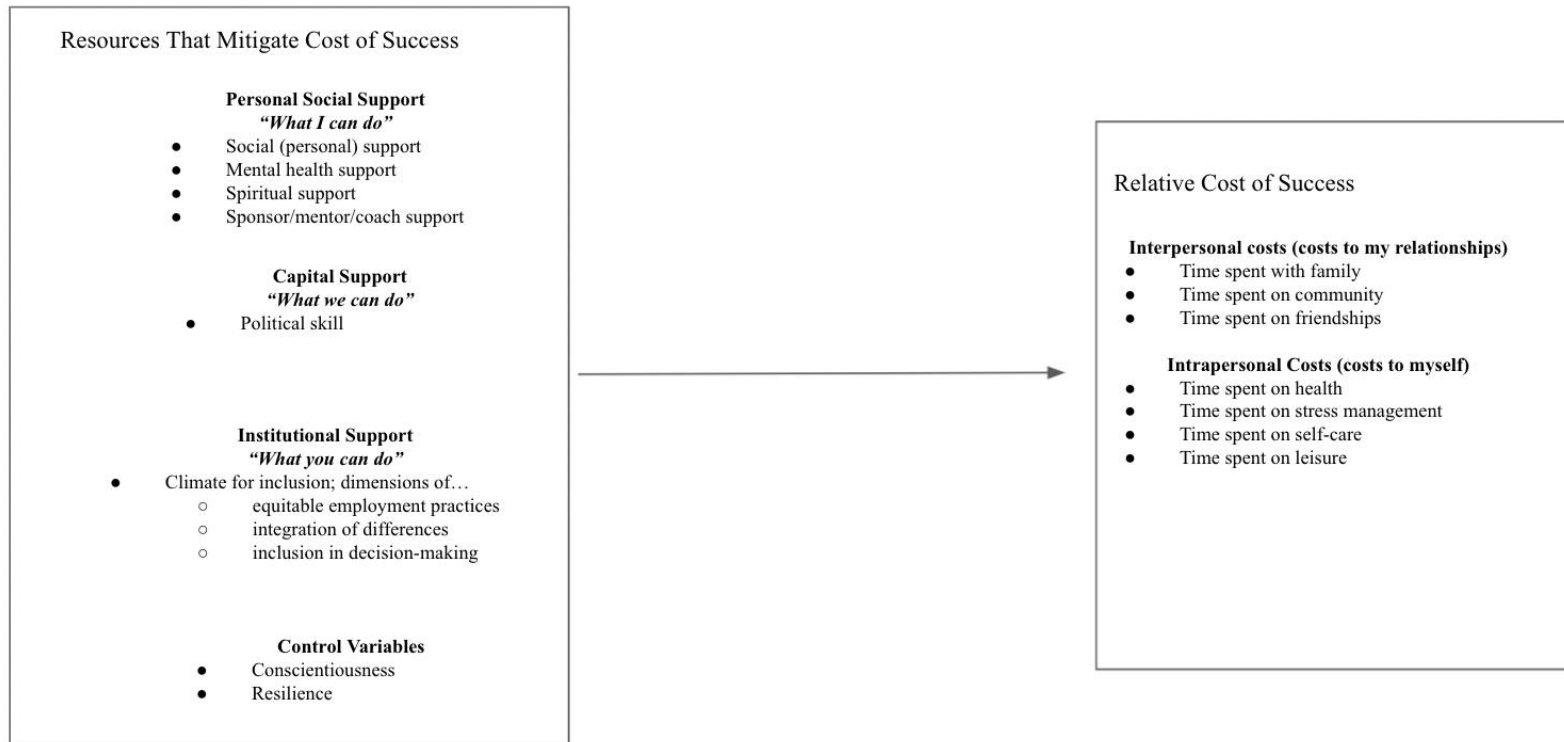 Resources That Mitigate Cost of Success
Personal Social Support
“What I can do”
● Social (personal) support
● Mental health support
● Spiritual support
● Sponsor/mentor/coach support
Capital Support
“What we can do”
● Political skill
Institutional Support
“What you can do”
● Climate for inclusion; dimensions of…
○ equitable employment practices
○ integration of differences
○ inclusion in decision-making
Control Variables
● Conscientiousness
● Resilience
Relative Cost of Success
Interpersonal costs (costs to my relationships)
● Time spent with family
● Time spent on community
● Time spent on friendships
Intrapersonal Costs (costs to myself)
● Time spent on health
● Time spent on stress management
● Time spent on self-care
● Time spent on leisure